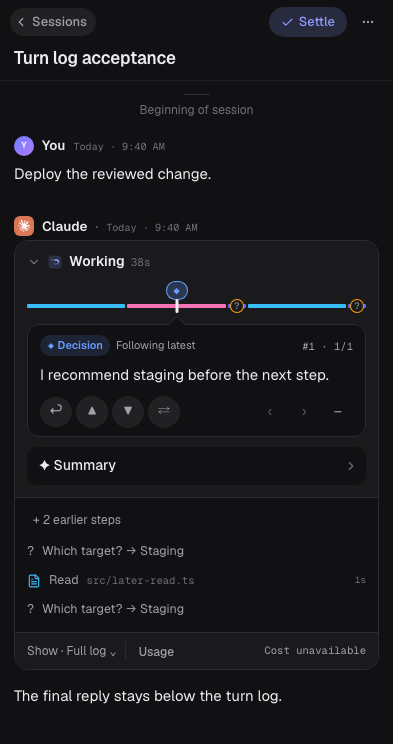 Sessions
Settle
Turn log acceptance
Beginning of session
Y You Today · 9:40 AM
Deploy the reviewed change.
Claude · Today · 9:40 AM
Working 38s
? ?
Decision Following latest #1 · 1/1
I recommend staging before the next step.
Summary
+ 2 earlier steps
? Which target? → Staging
Read src/later-read.ts 1s
? Which target? → Staging
Show · Full log Usage Cost unavailable
The final reply stays below the turn log.